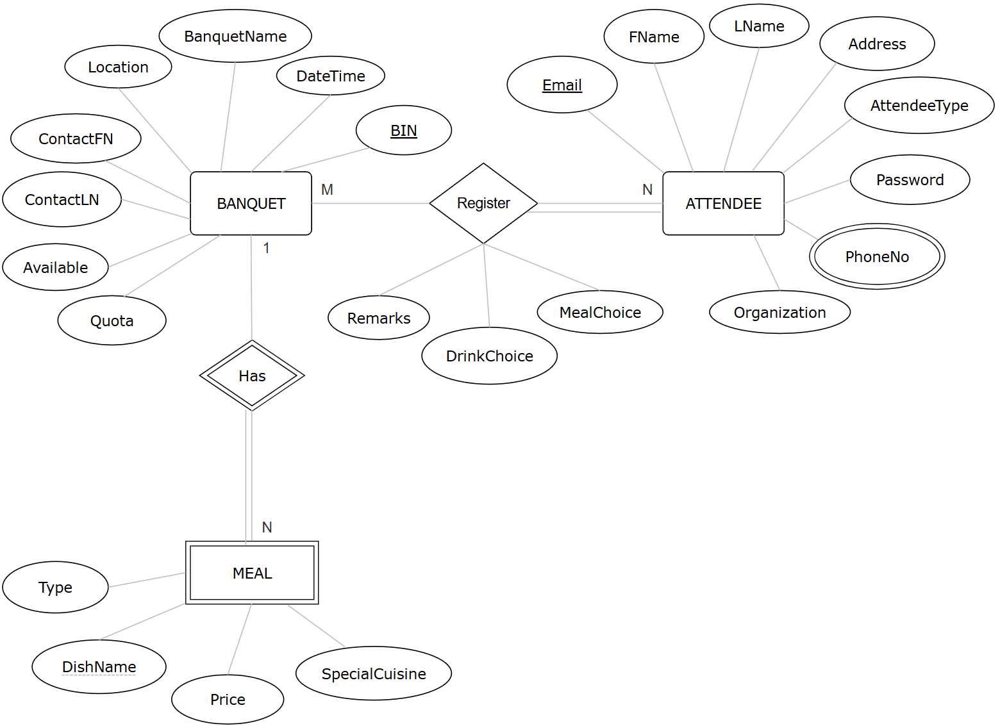 BanquetName
Location
DateTime
BIN
ContactFN
ContactLN
BANQUET
Available
Quota
M
Register
N
FName
LName
Address
Email
AttendeeType
Password
ATTENDEE
PhoneNo
Organization
Remarks
DrinkChoice
MealChoice
1
Has
N
MEAL
Type
DishName
Price
SpecialCuisine